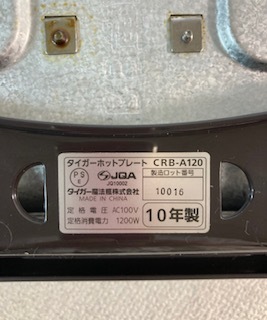 タイガーホットプレート CRB-A120
PS
E
JQA
JQ10002
製造ロット番号
10016
タイガー魔法瓶株式会社
MADE IN CHINA
定格電圧 AC100V
定格消費電力 1200W
10年製